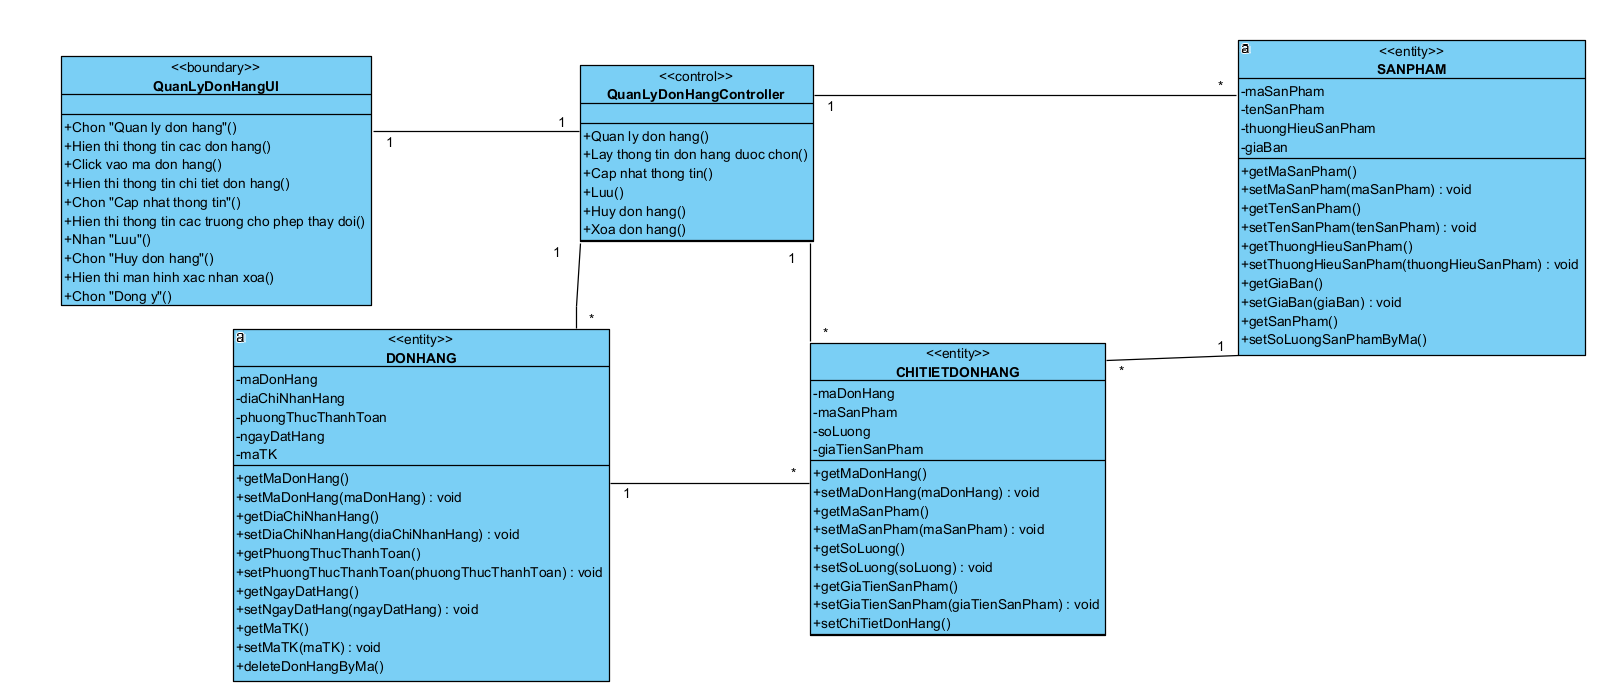 <<boundary>>
QuanLyDonHangUI
+Chon "Quan ly don hang"()
+Hien thi thong tin cac don hang()
+Click vao ma don hang()
+Hien thi thong tin chi tiet don hang()
+Chon "Cap nhat thong tin"()
+Hien thi thong tin cac truong cho phep thay doi()
+Nhan "Luu"()
+Chon "Huy don hang"()
+Hien thi man hinh xac nhan xoa()
+Chon "Dong y"()
1
1
<<control>>
QuanLyDonHangController
+Quan ly don hang()
+Lay thong tin don hang duoc chon()
+Cap nhat thong tin()
+Luu()
+Huy don hang()
+Xoa don hang()
1
*
a
<<entity>>
SANPHAM
-maSanPham
-tenSanPham
-thuongHieuSanPham
-giaBan
+getMaSanPham()
+setMaSanPham(maSanPham) : void
+getTenSanPham()
+setTenSanPham(tenSanPham) : void
+getThuongHieuSanPham()
+setThuongHieuSanPham(thuongHieuSanPham) : void
+getGiaBan()
+setGiaBan(giaBan) : void
+getSanPham()
+setSoLuongSanPhamByMa()
1
*
1
*
a
<<entity>>
DONHANG
-maDonHang
-diaChiNhanHang
-phuongThucThanhToan
-ngayDatHang
-maTK
+getMaDonHang()
+setMaDonHang(maDonHang) : void
+getDiaChiNhanHang()
+setDiaChiNhanHang(diaChiNhanHang) : void
+getPhuongThucThanhToan()
+setPhuongThucThanhToan(phuongThucThanhToan) : void
+getNgayDatHang()
+setNgayDatHang(ngayDatHang) : void
+getMaTK()
+setMaTK(maTK) : void
+deleteDonHangByMa()
1
*
<<entity>>
CHITIETDONHANG
-maDonHang
-maSanPham
-soLuong
-giaTienSanPham
+getMaDonHang()
+setMaDonHang(maDonHang) : void
+getMaSanPham()
+setMaSanPham(maSanPham) : void
+getSoLuong()
+setSoLuong(soLuong) : void
+getGiaTienSanPham()
+setGiaTienSanPham(giaTienSanPham) : void
+setChiTietDonHang()
*
1